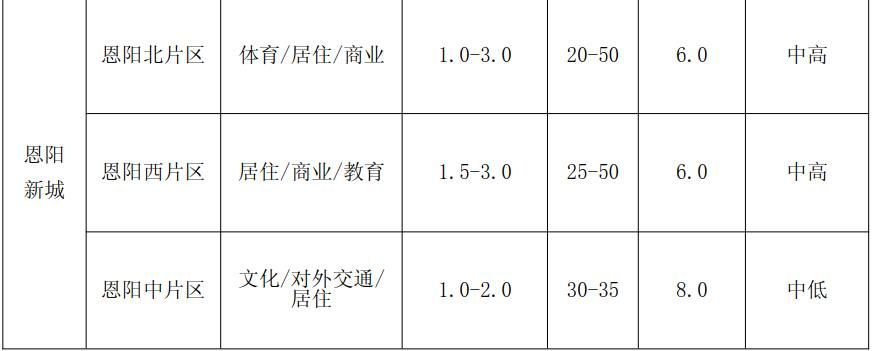 恩阳北片区 体育/居住/商业 1.0-3.0 20-50 6.0 中高
恩阳
新城
恩阳西片区 居住/商业/教育 1.5-3.0 25-50 6.0 中高
恩阳中片区 文化/对外交通/
居住 1.0-2.0 30-35 8.0 中低